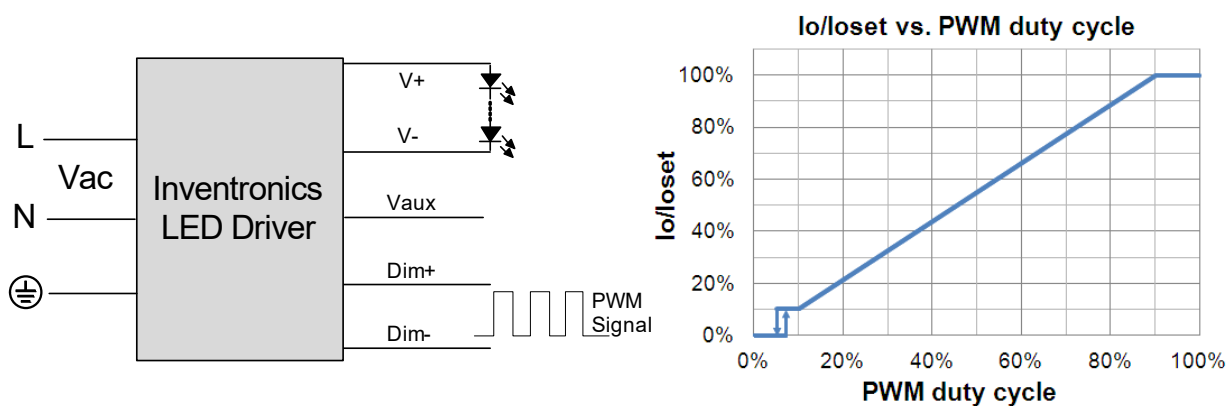 L
Vac
N
Inventronics
LED Driver
V+
V-
Vaux
Dim+
Dim-
PWM
Signal
Io/Ioset vs. PWM duty cycle
Io/Ioset
100%
80%
60%
40%
20%
0%
0%
20%
40%
60%
80%
100%
PWM duty cycle